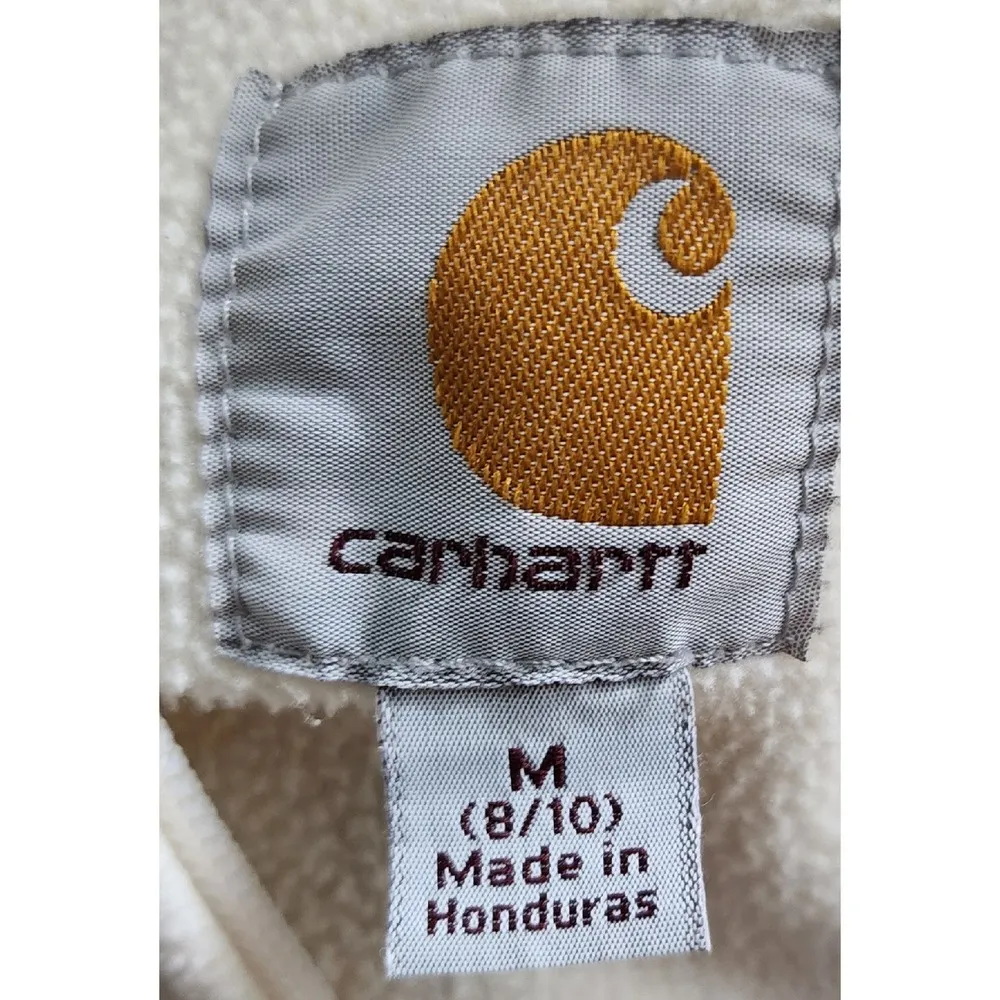 carhartt
M
(8/10)
Made in
Honduras